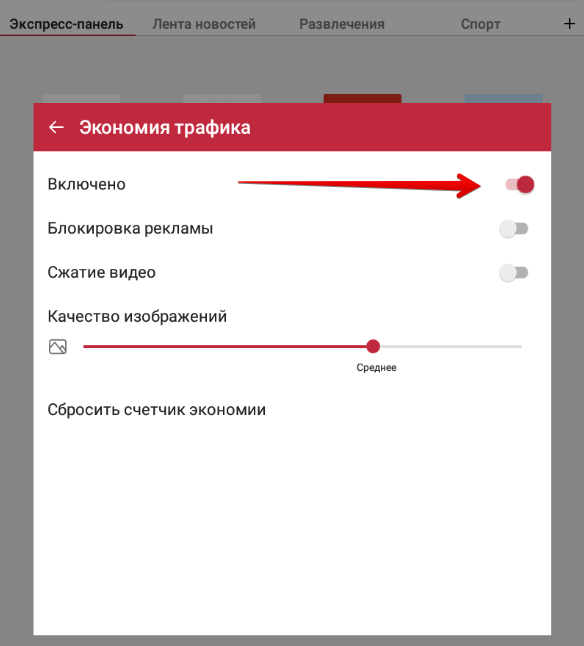 Экспресс-панель Лента новостей Развлечения Спорт +
Экономия трафика
Включено
Блокировка рекламы
Сжатие видео
Качество изображений
Среднее
Сбросить счетчик экономии